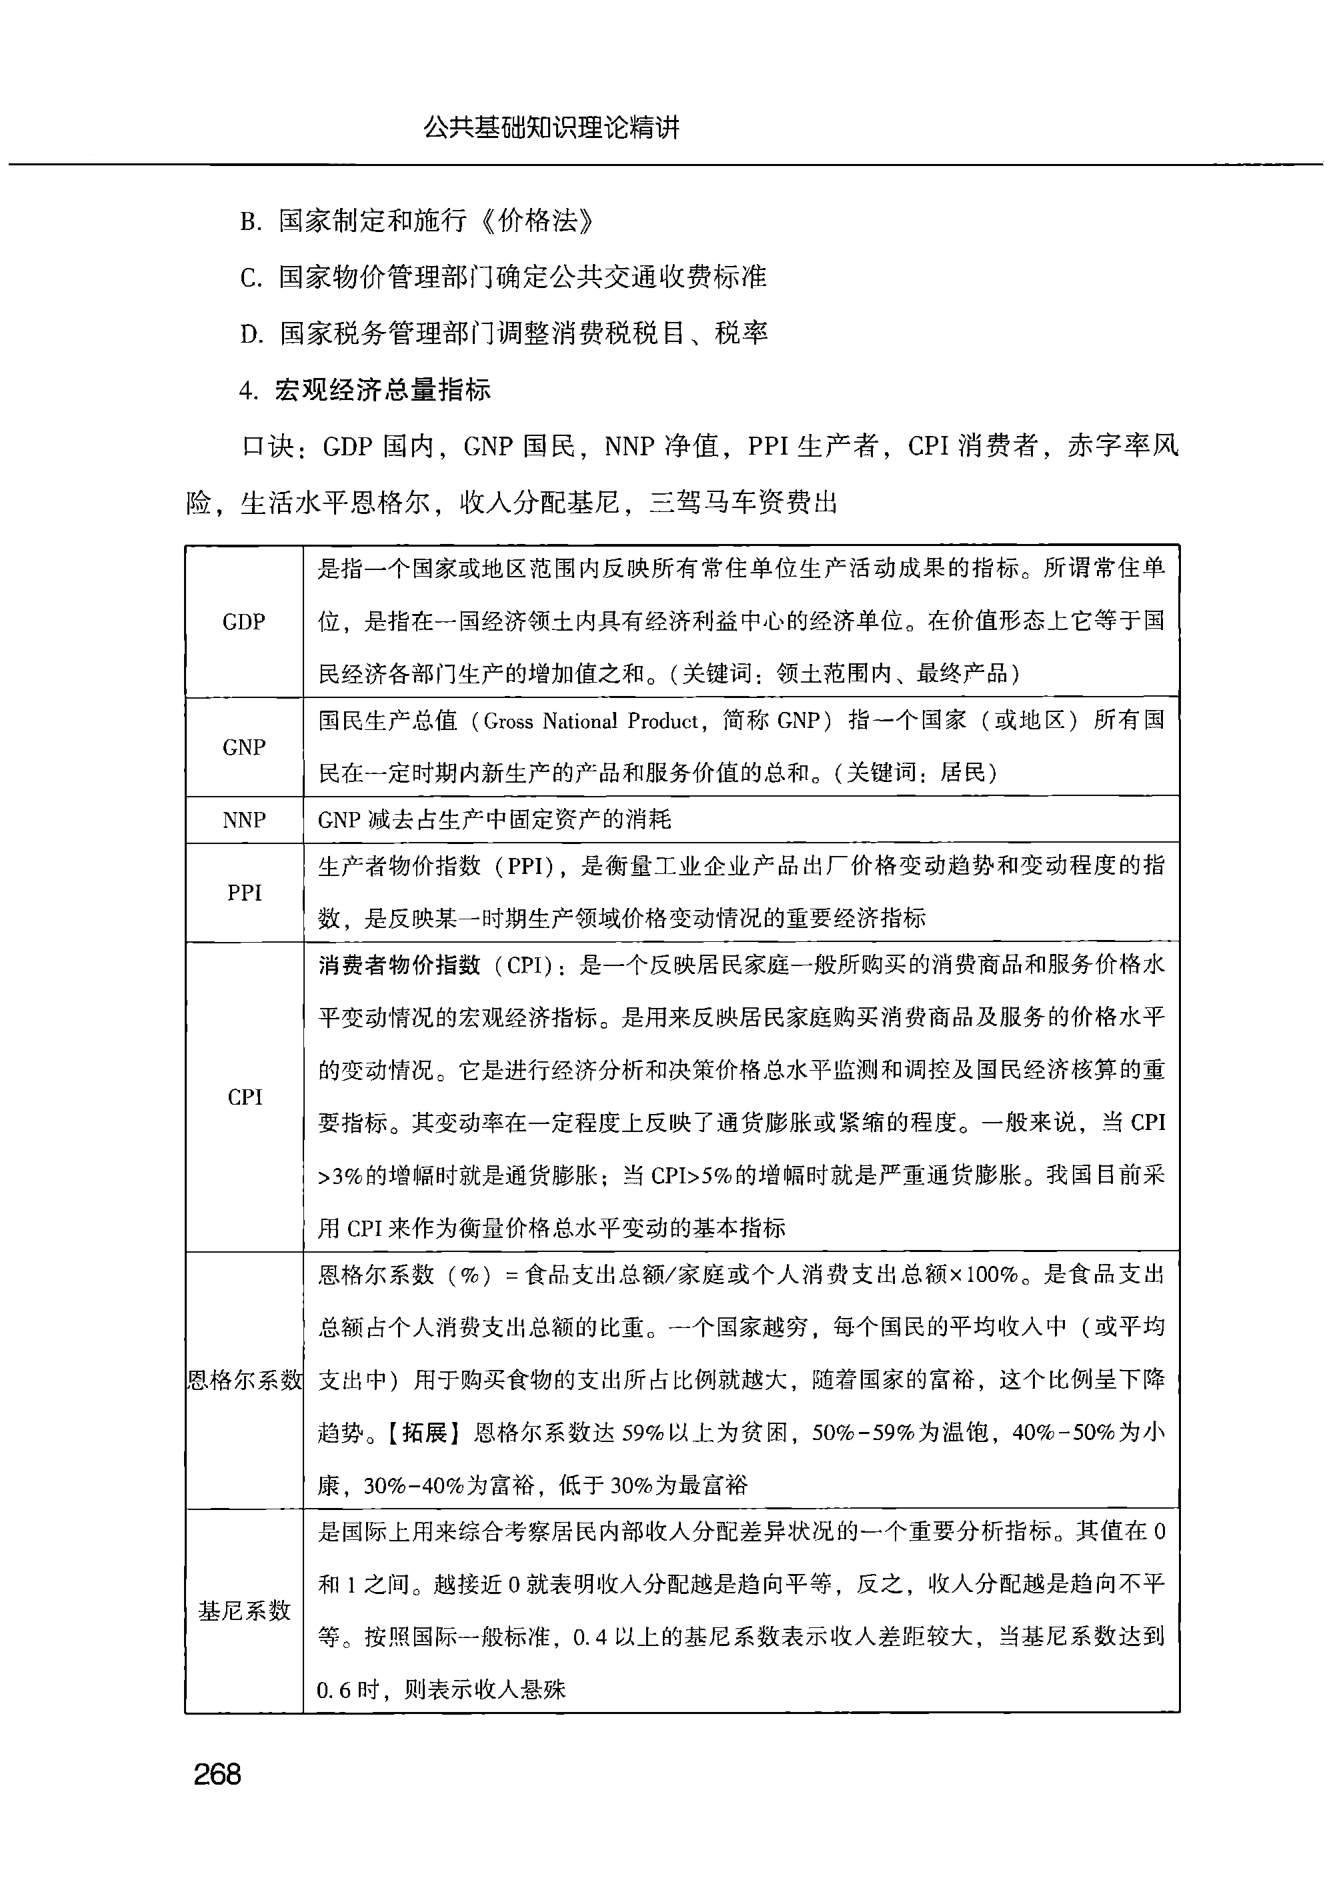 公共基础知识理论精讲
B. 国家制定和施行《价格法》
C. 国家物价管理部门确定公共交通收费标准
D. 国家税务管理部门调整消费税税目、税率
4. 宏观经济总量指标
口诀：GDP 国内，GNP 国民，NNP 净值，PPI 生产者，CPI 消费者，赤字率风
险，生活水平恩格尔，收入分配基尼，三驾马车资费出
是指一个国家或地区范围内反映所有常住单位生产活动成果的指标。所谓常住单
GDP 位，是指在一国经济领土内具有经济利益中心的经济单位。在价值形态上它等于国
民经济各部门生产的增加值之和。（关键词：领土范围内、最终产品）
国民生产总值（Gross National Product，简称 GNP）指一个国家（或地区）所有国
GNP
民在一定时期内新生产的产品和服务价值的总和。（关键词：居民）
NNP GNP 减去占生产中固定资产的消耗
生产者物价指数（PPI），是衡量工业企业产品出厂价格变动趋势和变动程度的指
PPI
数，是反映某一时期生产领域价格变动情况的重要经济指标
消费者物价指数（CPI）：是一个反映居民家庭一般所购买的消费商品和服务价格水
平变动情况的宏观经济指标。是用来反映居民家庭购买消费商品及服务的价格水平
的变动情况。它是进行经济分析和决策价格总水平监测和调控及国民经济核算的重
CPI
要指标。其变动率在一定程度上反映了通货膨胀或紧缩的程度。一般来说，当 CPI
>3%的增幅时就是通货膨胀；当 CPI>5%的增幅时就是严重通货膨胀。我国目前采
用 CPI 来作为衡量价格总水平变动的基本指标
恩格尔系数（%）=食品支出总额/家庭或个人消费支出总额×100%。是食品支出
总额占个人消费支出总额的比重。一个国家越穷，每个国民的平均收入中（或平均
恩格尔系数 支出中）用于购买食物的支出所占比例就越大，随着国家的富裕，这个比例呈下降
趋势。【拓展】恩格尔系数达 59%以上为贫困，50%-59%为温饱，40%-50%为小
康，30%-40%为富裕，低于 30%为最富裕
是国际上用来综合考察居民内部收入分配差异状况的一个重要分析指标。其值在 0
和 1 之间。越接近 0 就表明收入分配越是趋向平等，反之，收入分配越是趋向不平
基尼系数
等。按照国际一般标准，0.4 以上的基尼系数表示收入差距较大，当基尼系数达到
0.6 时，则表示收入悬殊
268